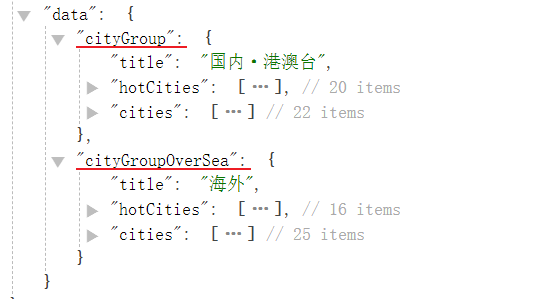 "data": {
"cityGroup": {
"title": "国内·港澳台",
"hotCities": [ ⋯ ], // 20 items
"cities": [ ⋯ ] // 22 items
},
"cityGroupOverSea": {
"title": "海外",
"hotCities": [ ⋯ ], // 16 items
"cities": [ ⋯ ] // 25 items
}
}